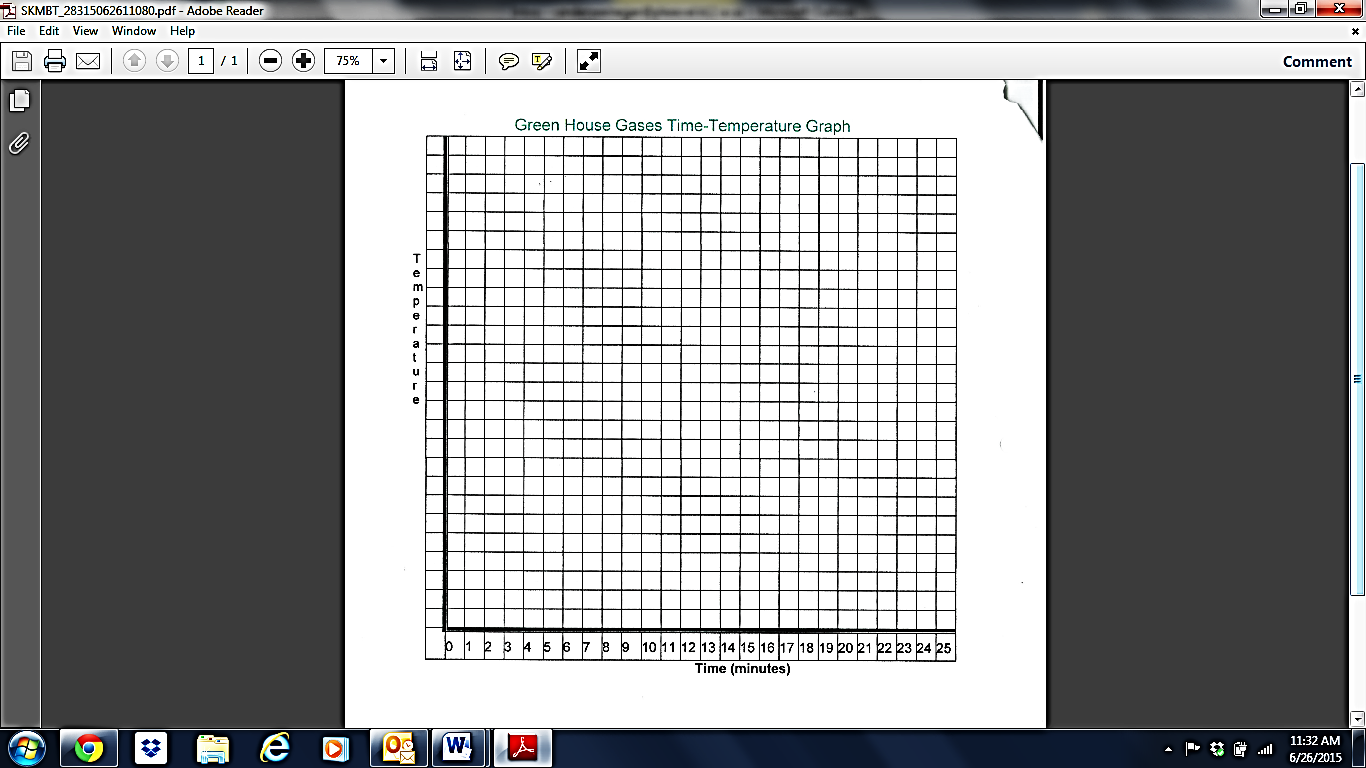 SKMBT_28315062611080.pdf - Adobe Reader
File Edit View Window Help
1 / 1 75% Comment
Green House Gases Time-Temperature Graph
Temperature
0 1 2 3 4 5 6 7 8 9 10 11 12 13 14 15 16 17 18 19 20 21 22 23 24 25
Time (minutes)
11:32 AM
6/26/2015